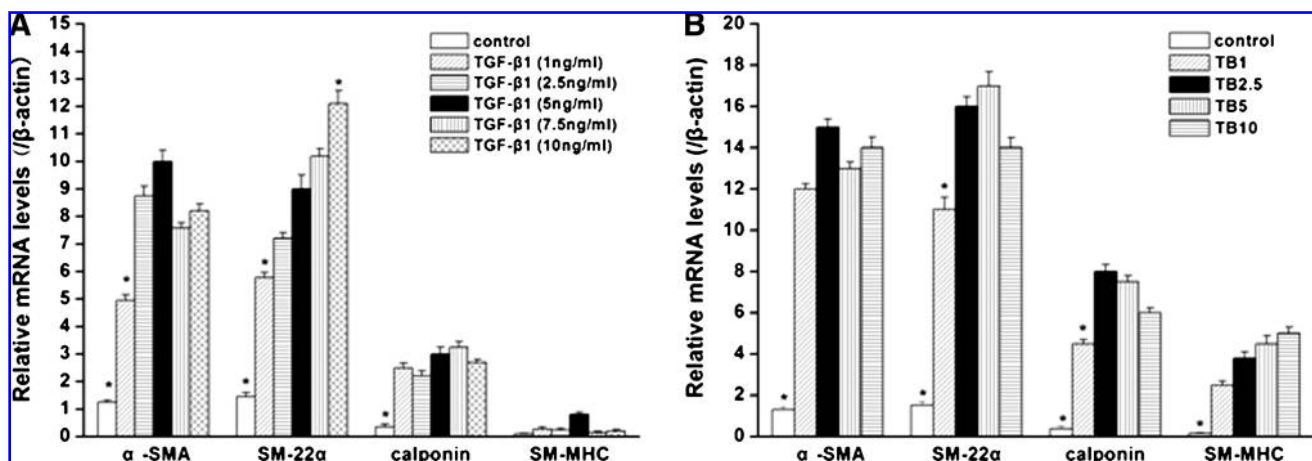 A
Relative mRNA levels (/β-actin)
15
14
13
12
11
10
9
8
7
6
5
4
3
2
1
0
control
TGF-β1 (1ng/ml)
TGF-β1 (2.5ng/ml)
TGF-β1 (5ng/ml)
TGF-β1 (7.5ng/ml)
TGF-β1 (10ng/ml)
* * * * * *
α -SMA SM-22α calponin SM-MHC
B
Relative mRNA levels (/β-actin)
20
18
16
14
12
10
8
6
4
2
0
control
TB1
TB2.5
TB5
TB10
* * * * * *
α -SMA SM-22α calponin SM-MHC